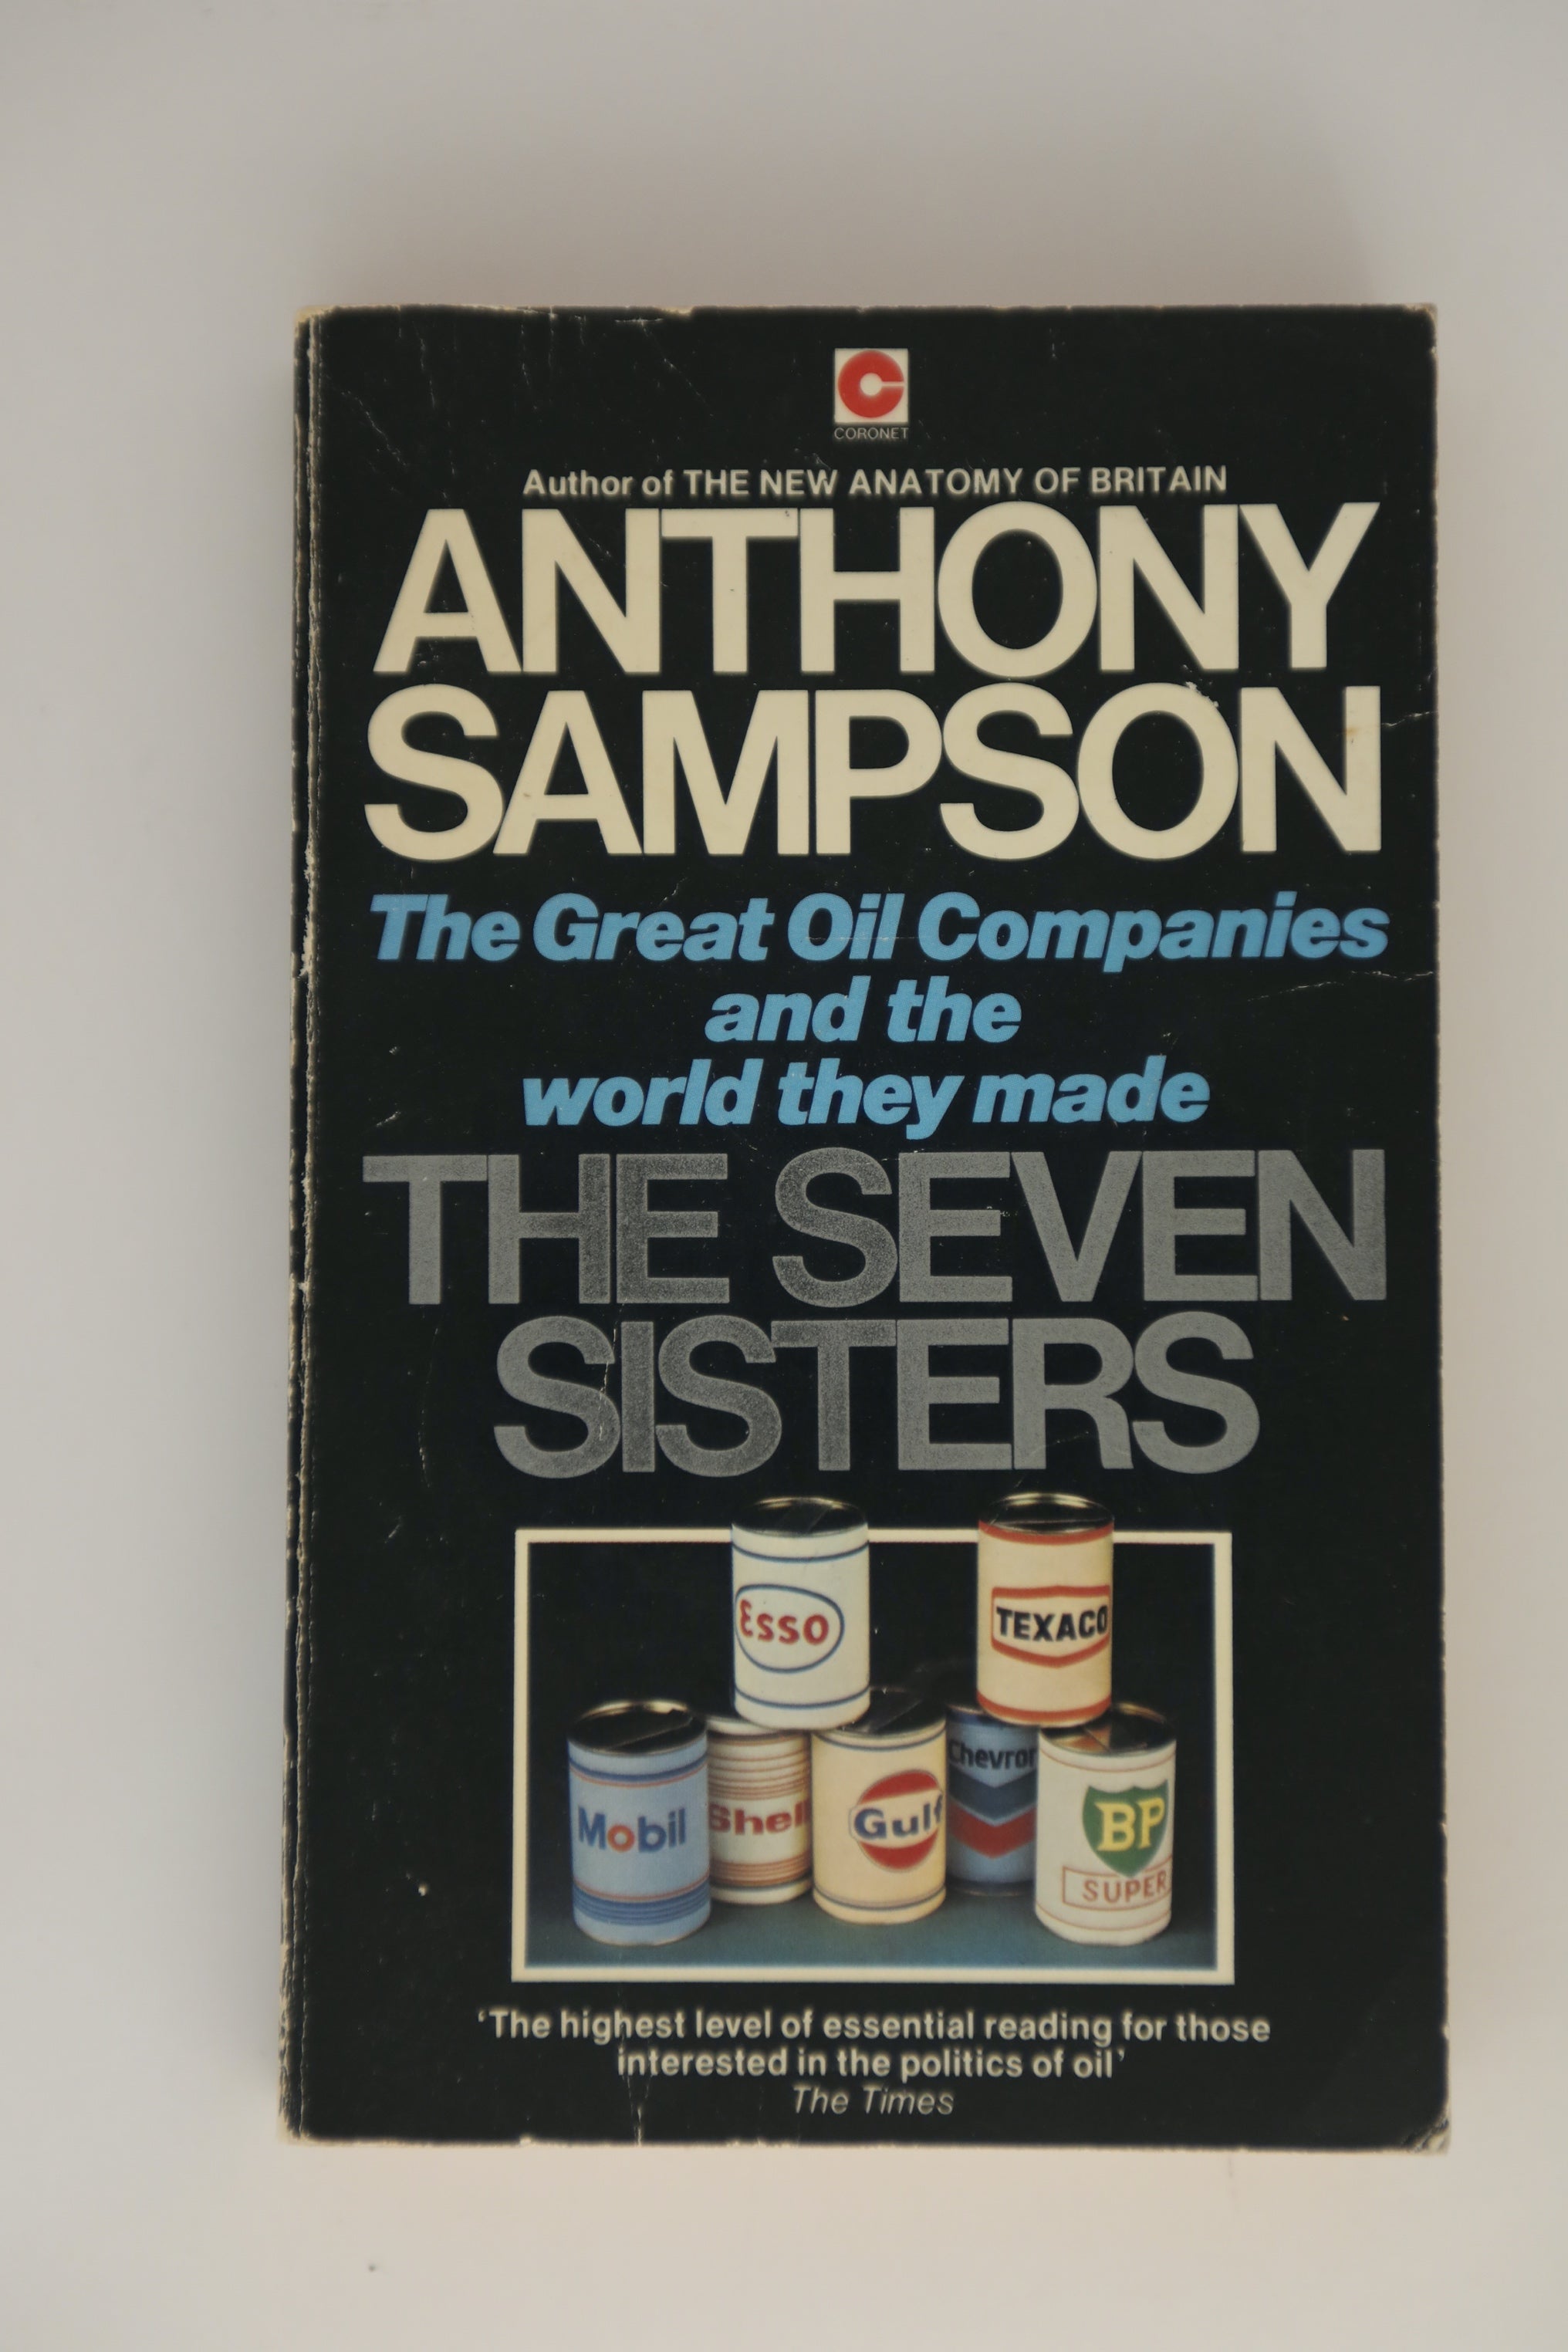 CORONET
Author of THE NEW ANATOMY OF BRITAIN
ANTHONY
SAMPSON
The Great Oil Companies
and the
world they made
THE SEVEN
SISTERS
Esso
TEXACO
Mobil
Shell
Gulf
Chevron
BP
SUPER
‘The highest level of essential reading for those
interested in the politics of oil’
The Times